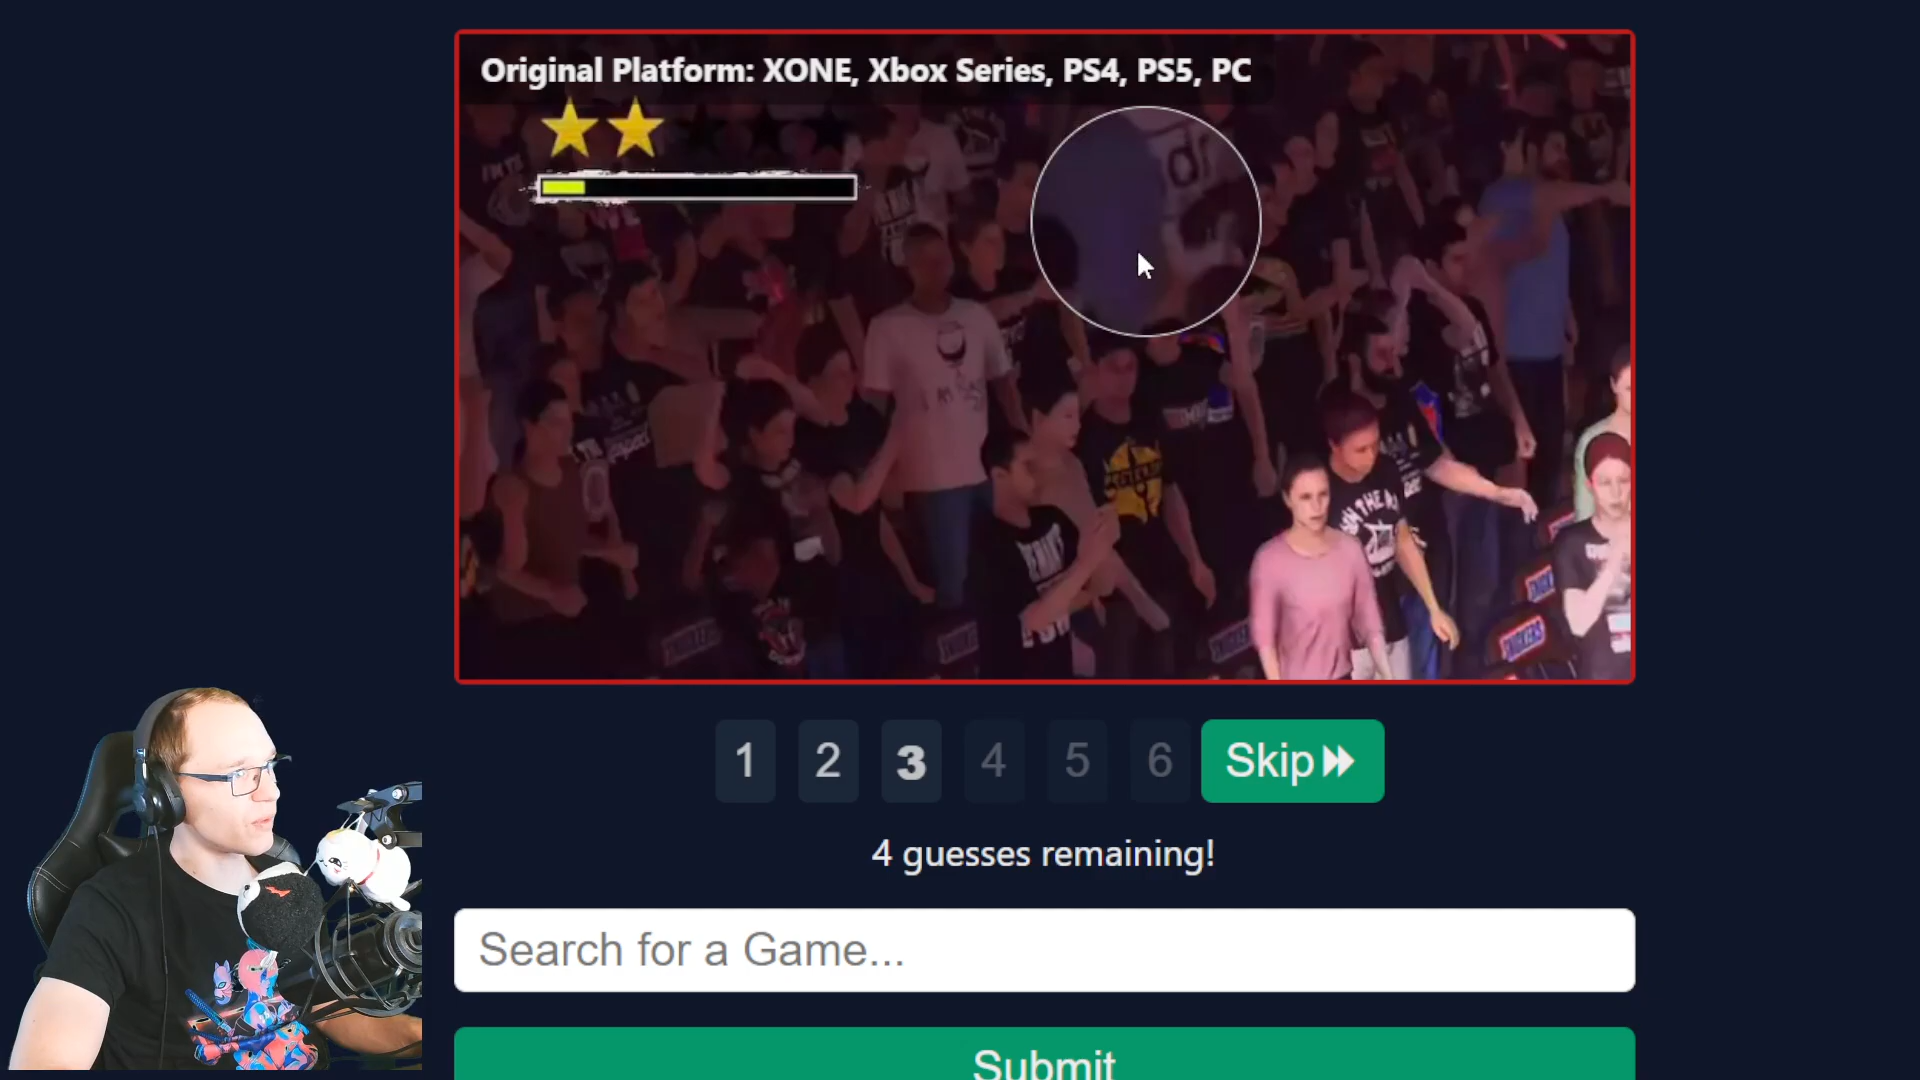 Original Platform: XONE, Xbox Series, PS4, PS5, PC
SNICKERS
1 2 3 4 5 6 Skip
4 guesses remaining!
Search for a Game...
Submit